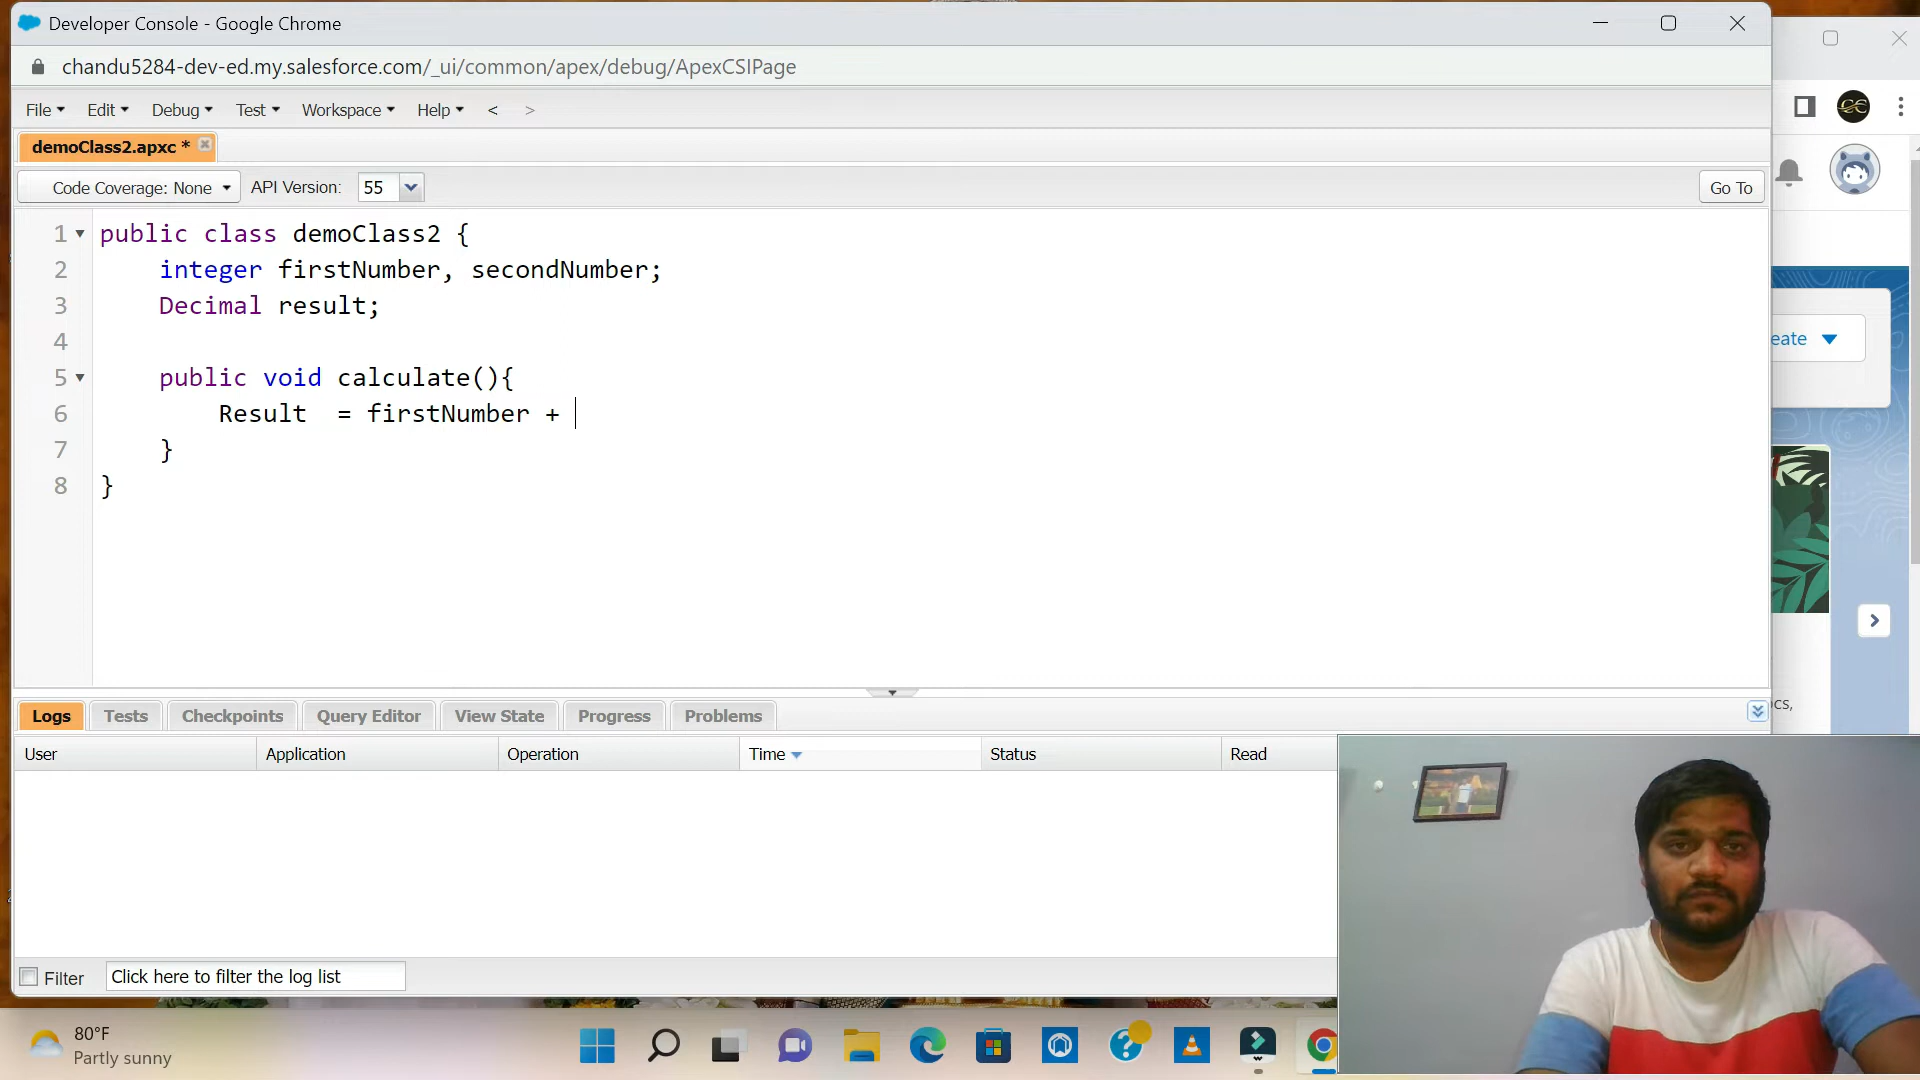 Developer Console - Google Chrome
chandu5284-dev-ed.my.salesforce.com/_ui/common/apex/debug/ApexCSIPage
File Edit Debug Test Workspace Help < >
demoClass2.apxc *
Code Coverage: None API Version: 55 Go To
1 public class demoClass2 {
2 integer firstNumber, secondNumber;
3 Decimal result;
4
5 public void calculate(){
6 Result  = firstNumber +
7 }
8 }
eate
ocs,
Logs Tests Checkpoints Query Editor View State Progress Problems
User Application Operation Time Status Read
Filter Click here to filter the log list
80°F
Partly sunny